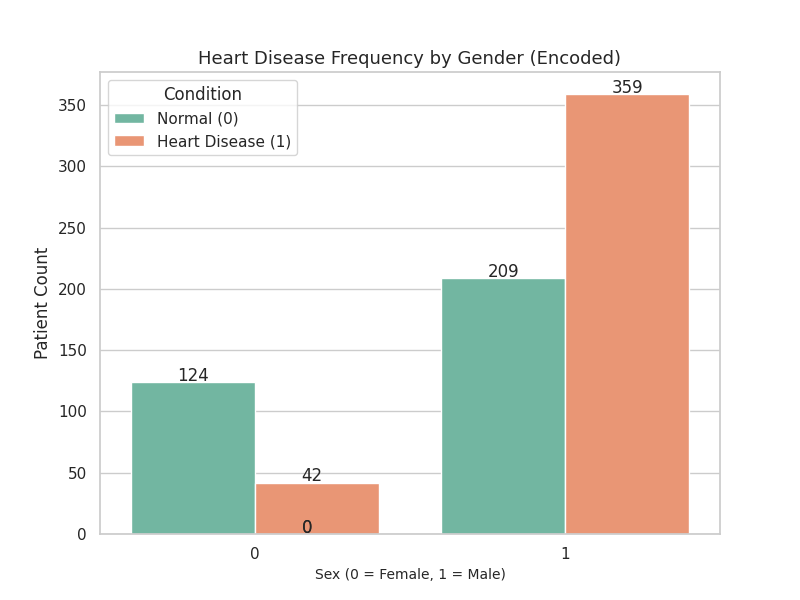 Heart Disease Frequency by Gender (Encoded)
Condition
Normal (0)
Heart Disease (1)
Patient Count
350
300
250
200
150
100
50
0
124
42
0
209
359
0
1
Sex (0 = Female, 1 = Male)